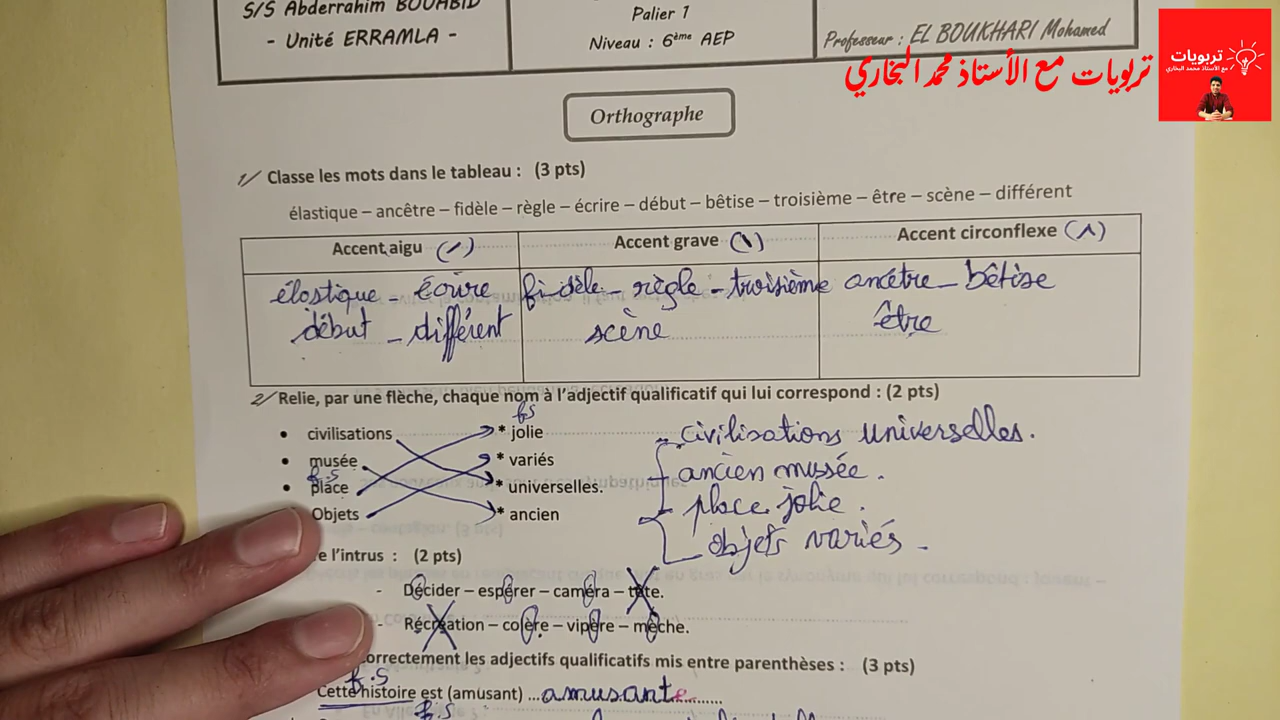 S/S Abderrahim BOUABID
- Unité ERRAMLA -
Palier 1
Niveau : 6ème AEP
Professeur : EL BOUKHARI Mohamed
تربويات مع الأستاذ محمد البخاري
تربويات
مع الأستاذ محمد البخاري
Orthographe
1/ Classe les mots dans le tableau : (3 pts)
élastique – ancêtre – fidèle – règle – écrire – début – bêtise – troisième – être – scène – différent
Accent aigu (/)
Accent grave (\)
Accent circonflexe (^)
élastique - écrire
début - différent
fidèle - règle - troisième
scène
ancêtre - bêtise
être
2/ Relie, par une flèche, chaque nom à l'adjectif qualificatif qui lui correspond : (2 pts)
f.s
• civilisations * jolie
• musée * variés
f.s
• place * universelles.
Objets * ancien
civilisations universelles.
ancien musée.
place jolie.
objets variés.
e l'intrus : (2 pts)
- Décider – espérer – caméra – tête.
- Récréation – colère – vipère – mèche.
correctement les adjectifs qualificatifs mis entre parenthèses : (3 pts)
f.s
Cette histoire est (amusant) ...amusante..........
f.s